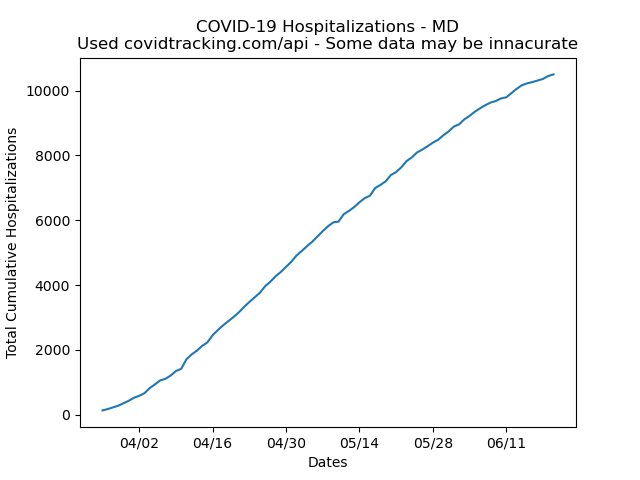 COVID-19 Hospitalizations - MD
Used covidtracking.com/api - Some data may be innacurate
Total Cumulative Hospitalizations
10000
8000
6000
4000
2000
0
04/02 04/16 04/30 05/14 05/28 06/11
Dates